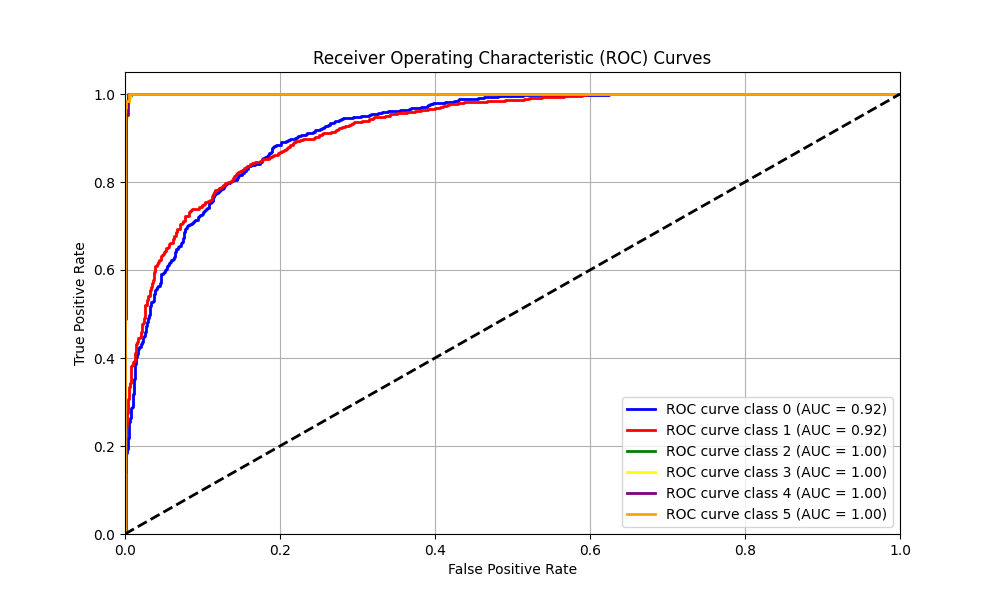 Receiver Operating Characteristic (ROC) Curves
1.0
0.8
0.6
0.4
0.2
0.0
True Positive Rate
ROC curve class 0 (AUC = 0.92)
ROC curve class 1 (AUC = 0.92)
ROC curve class 2 (AUC = 1.00)
ROC curve class 3 (AUC = 1.00)
ROC curve class 4 (AUC = 1.00)
ROC curve class 5 (AUC = 1.00)
0.0 0.2 0.4 0.6 0.8 1.0
False Positive Rate